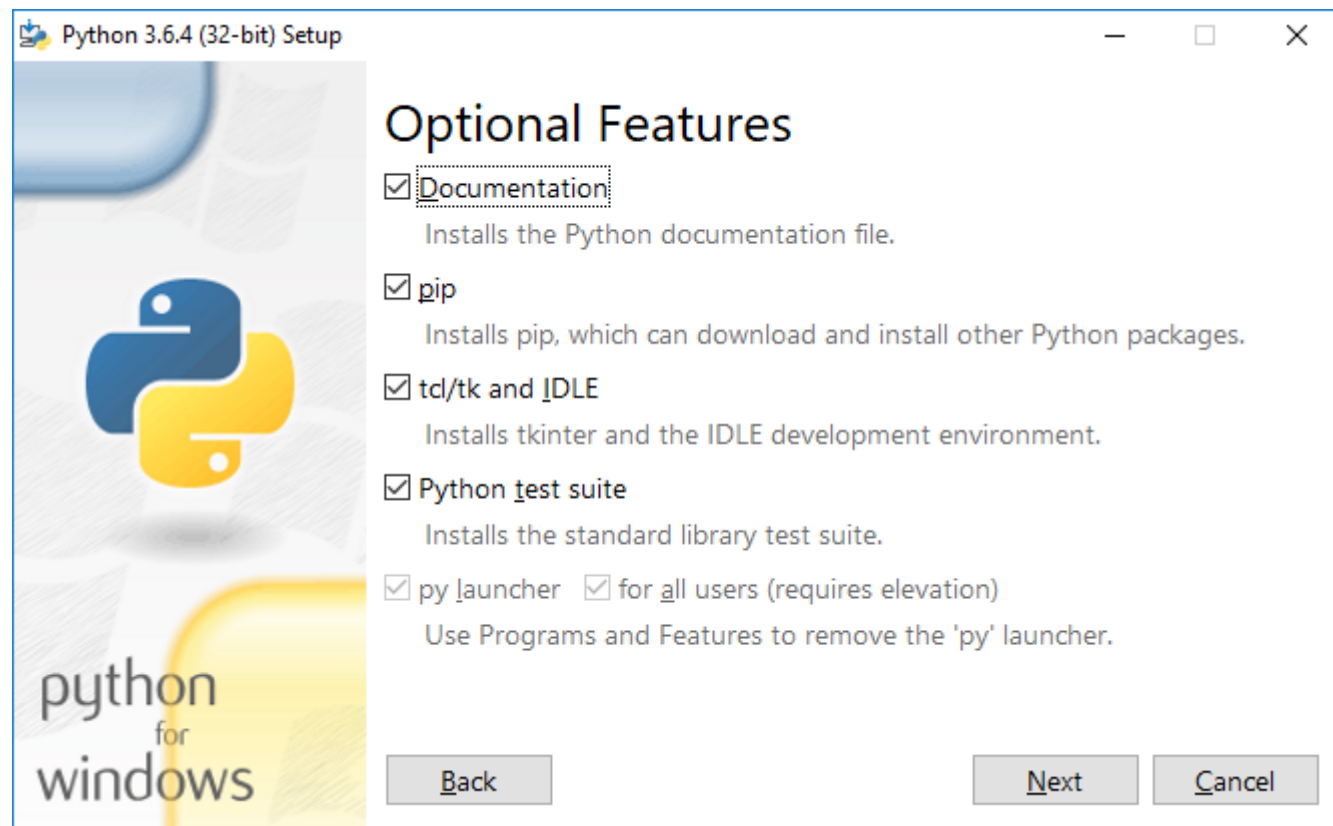 Python 3.6.4 (32-bit) Setup
Optional Features
Documentation
Installs the Python documentation file.
pip
Installs pip, which can download and install other Python packages.
tcl/tk and IDLE
Installs tkinter and the IDLE development environment.
Python test suite
Installs the standard library test suite.
py launcher for all users (requires elevation)
Use Programs and Features to remove the 'py' launcher.
python
for
windows
Back Next Cancel